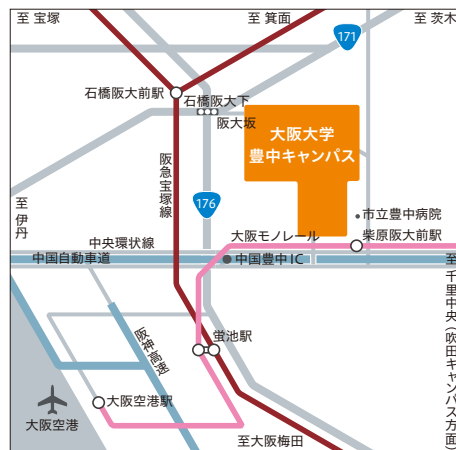 至 宝塚
至 箕面
至 茨木
171
石橋阪大前駅
石橋阪大下
阪大坂
大阪大学
豊中キャンパス
阪急宝塚線
176
至 伊丹
市立豊中病院
大阪モノレール
柴原阪大前駅
中央環状線
中国自動車道
中国豊中IC
至 千里中央(吹田キャンパス方面)
阪神高速
蛍池駅
大阪空港駅
大阪空港
至大阪梅田